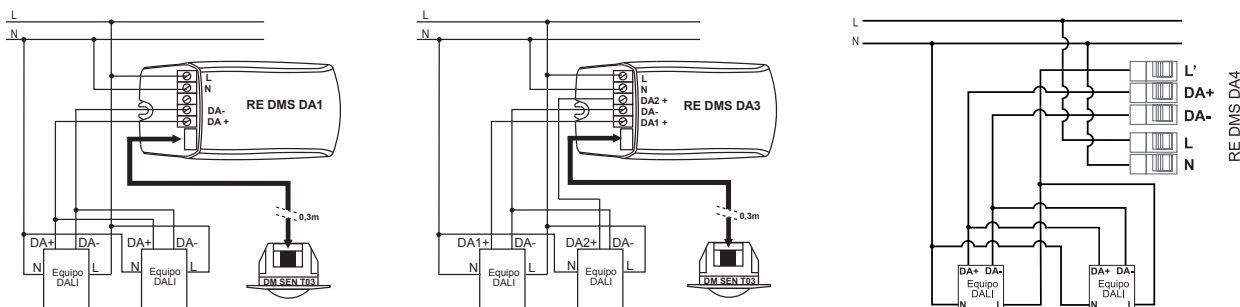 L
N
L
N
DA-
DA +
RE DMS DA1
0,3m
DA+
DA-
DA+
DA-
N
Equipo
DALI
L
N
Equipo
DALI
L
DM SEN T03
L
N
L
N
DA2 +
DA-
DA1 +
RE DMS DA3
0,3m
DA1+
DA-
DA2+
DA-
N
Equipo
DALI
L
N
Equipo
DALI
L
DM SEN T03
L
N
L'
DA+
DA-
L
N
RE DMS DA4
DA+ DA-
Equipo
DALI
N L
DA+ DA-
Equipo
DALI
N L